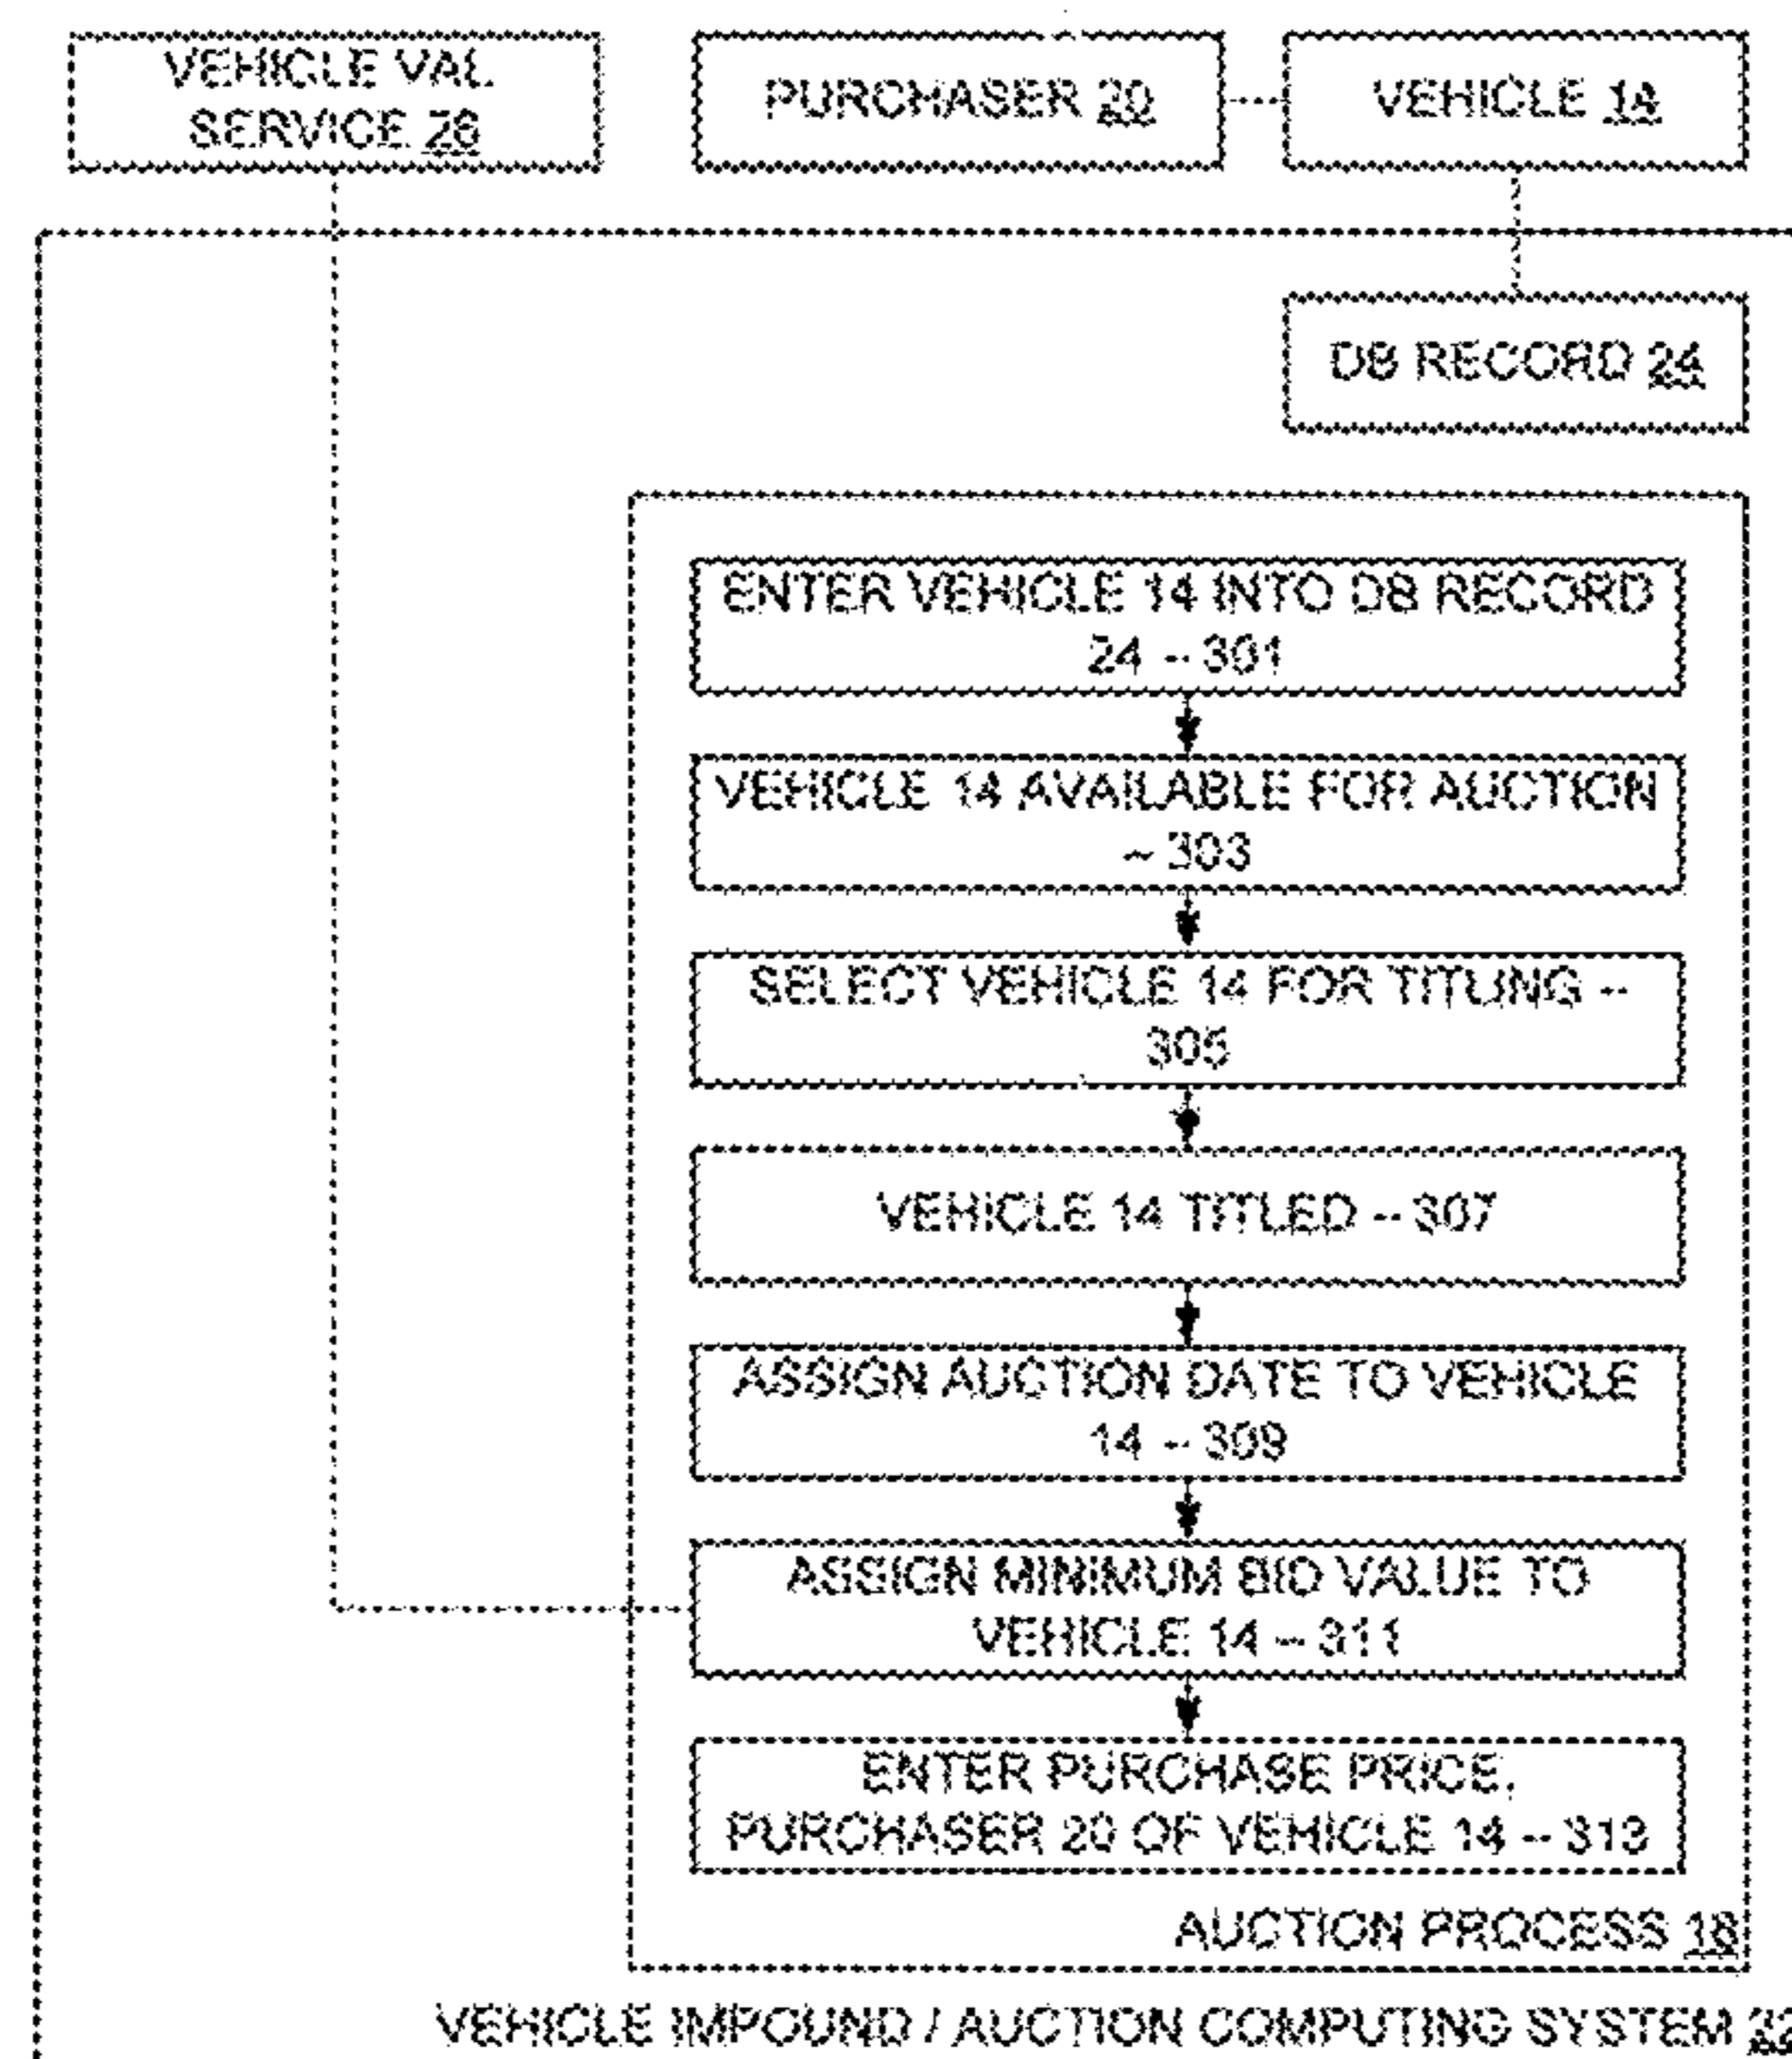 VEHICLE VAL
SERVICE 26
PURCHASER 20
VEHICLE 14
DB RECORD 24
ENTER VEHICLE 14 INTO DB RECORD
24 -- 301
VEHICLE 14 AVAILABLE FOR AUCTION
-- 303
SELECT VEHICLE 14 FOR TITLING --
305
VEHICLE 14 TITLED -- 307
ASSIGN AUCTION DATE TO VEHICLE
14 -- 309
ASSIGN MINIMUM BID VALUE TO
VEHICLE 14 -- 311
ENTER PURCHASE PRICE,
PURCHASER 20 OF VEHICLE 14 -- 313
AUCTION PROCESS
VEHICLE IMPOUND / AUCTION COMPUTING SYSTEM 22